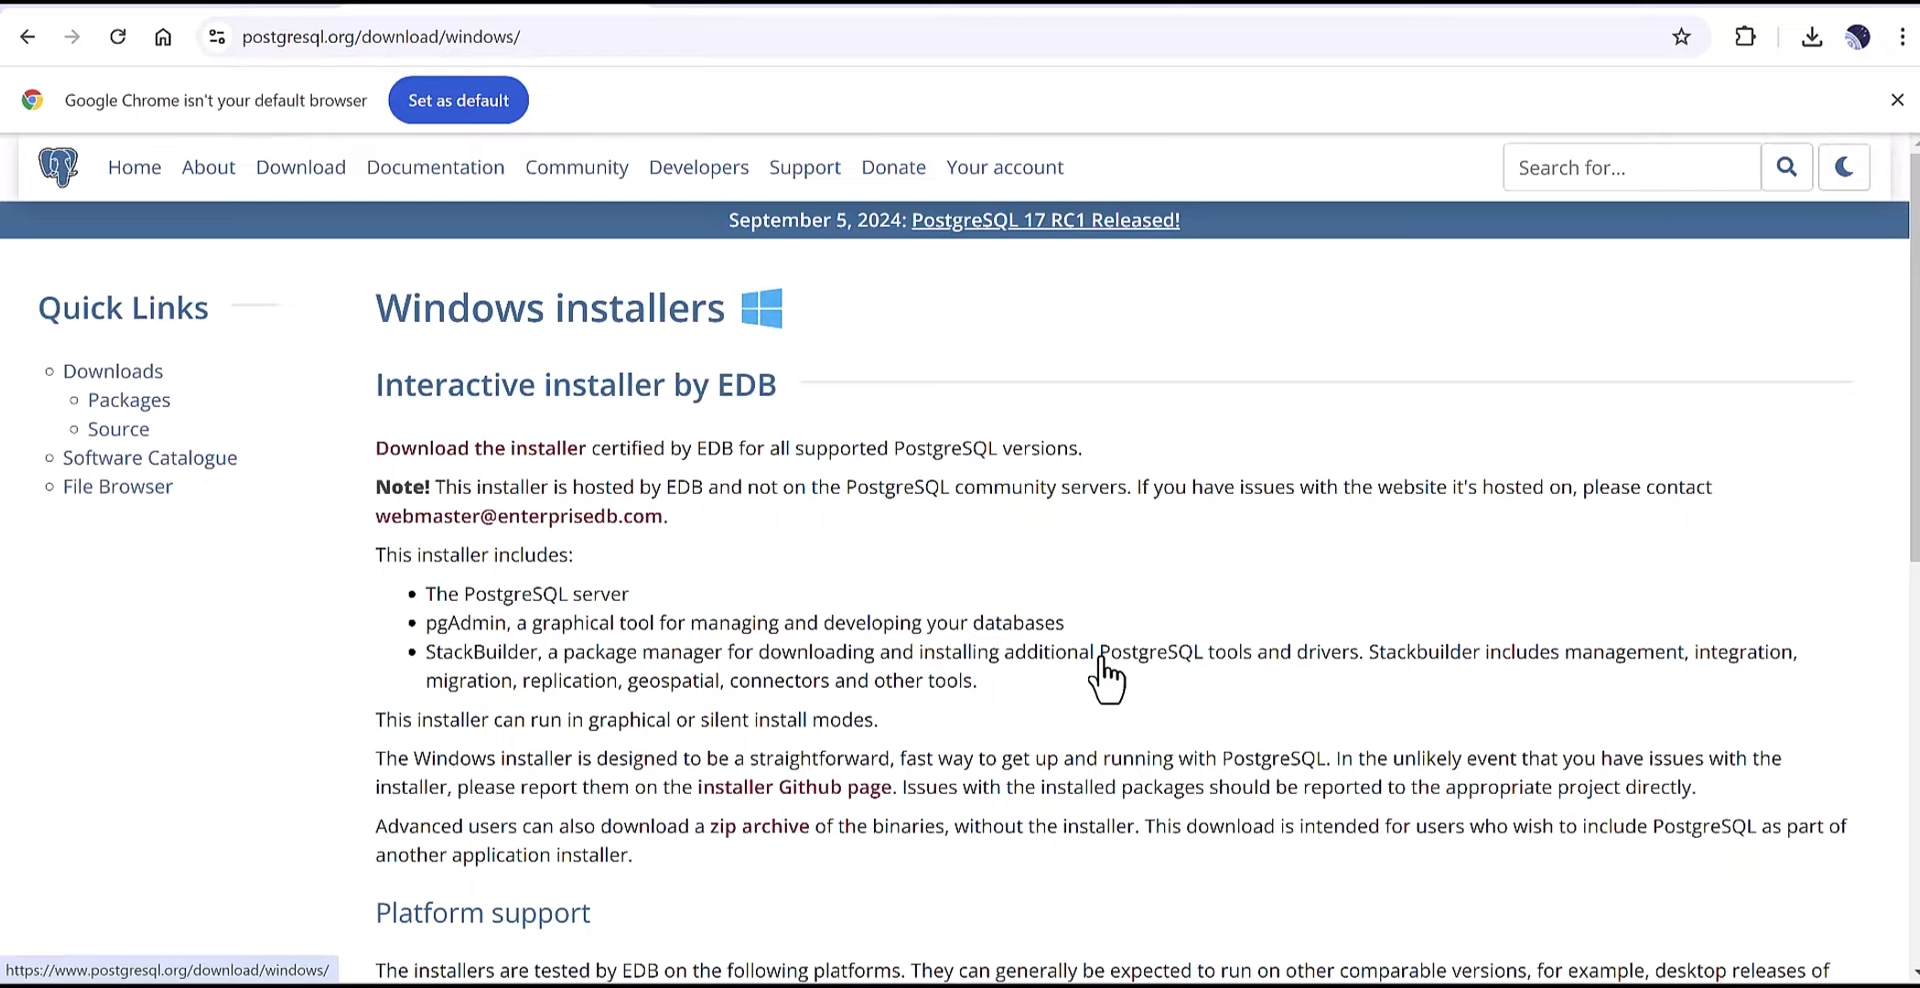 postgresql.org/download/windows/
Google Chrome isn't your default browser Set as default
Home About Download Documentation Community Developers Support Donate Your account Search for...
September 5, 2024: PostgreSQL 17 RC1 Released!
Quick Links
Downloads
Packages
Source
Software Catalogue
File Browser
Windows installers
Interactive installer by EDB
Download the installer certified by EDB for all supported PostgreSQL versions.
Note! This installer is hosted by EDB and not on the PostgreSQL community servers. If you have issues with the website it's hosted on, please contact
webmaster@enterprisedb.com.
This installer includes:
The PostgreSQL server
pgAdmin, a graphical tool for managing and developing your databases
StackBuilder, a package manager for downloading and installing additional PostgreSQL tools and drivers. Stackbuilder includes management, integration,
migration, replication, geospatial, connectors and other tools.
This installer can run in graphical or silent install modes.
The Windows installer is designed to be a straightforward, fast way to get up and running with PostgreSQL. In the unlikely event that you have issues with the
installer, please report them on the installer Github page. Issues with the installed packages should be reported to the appropriate project directly.
Advanced users can also download a zip archive of the binaries, without the installer. This download is intended for users who wish to include PostgreSQL as part of
another application installer.
Platform support
The installers are tested by EDB on the following platforms. They can generally be expected to run on other comparable versions, for example, desktop releases of
https://www.postgresql.org/download/windows/